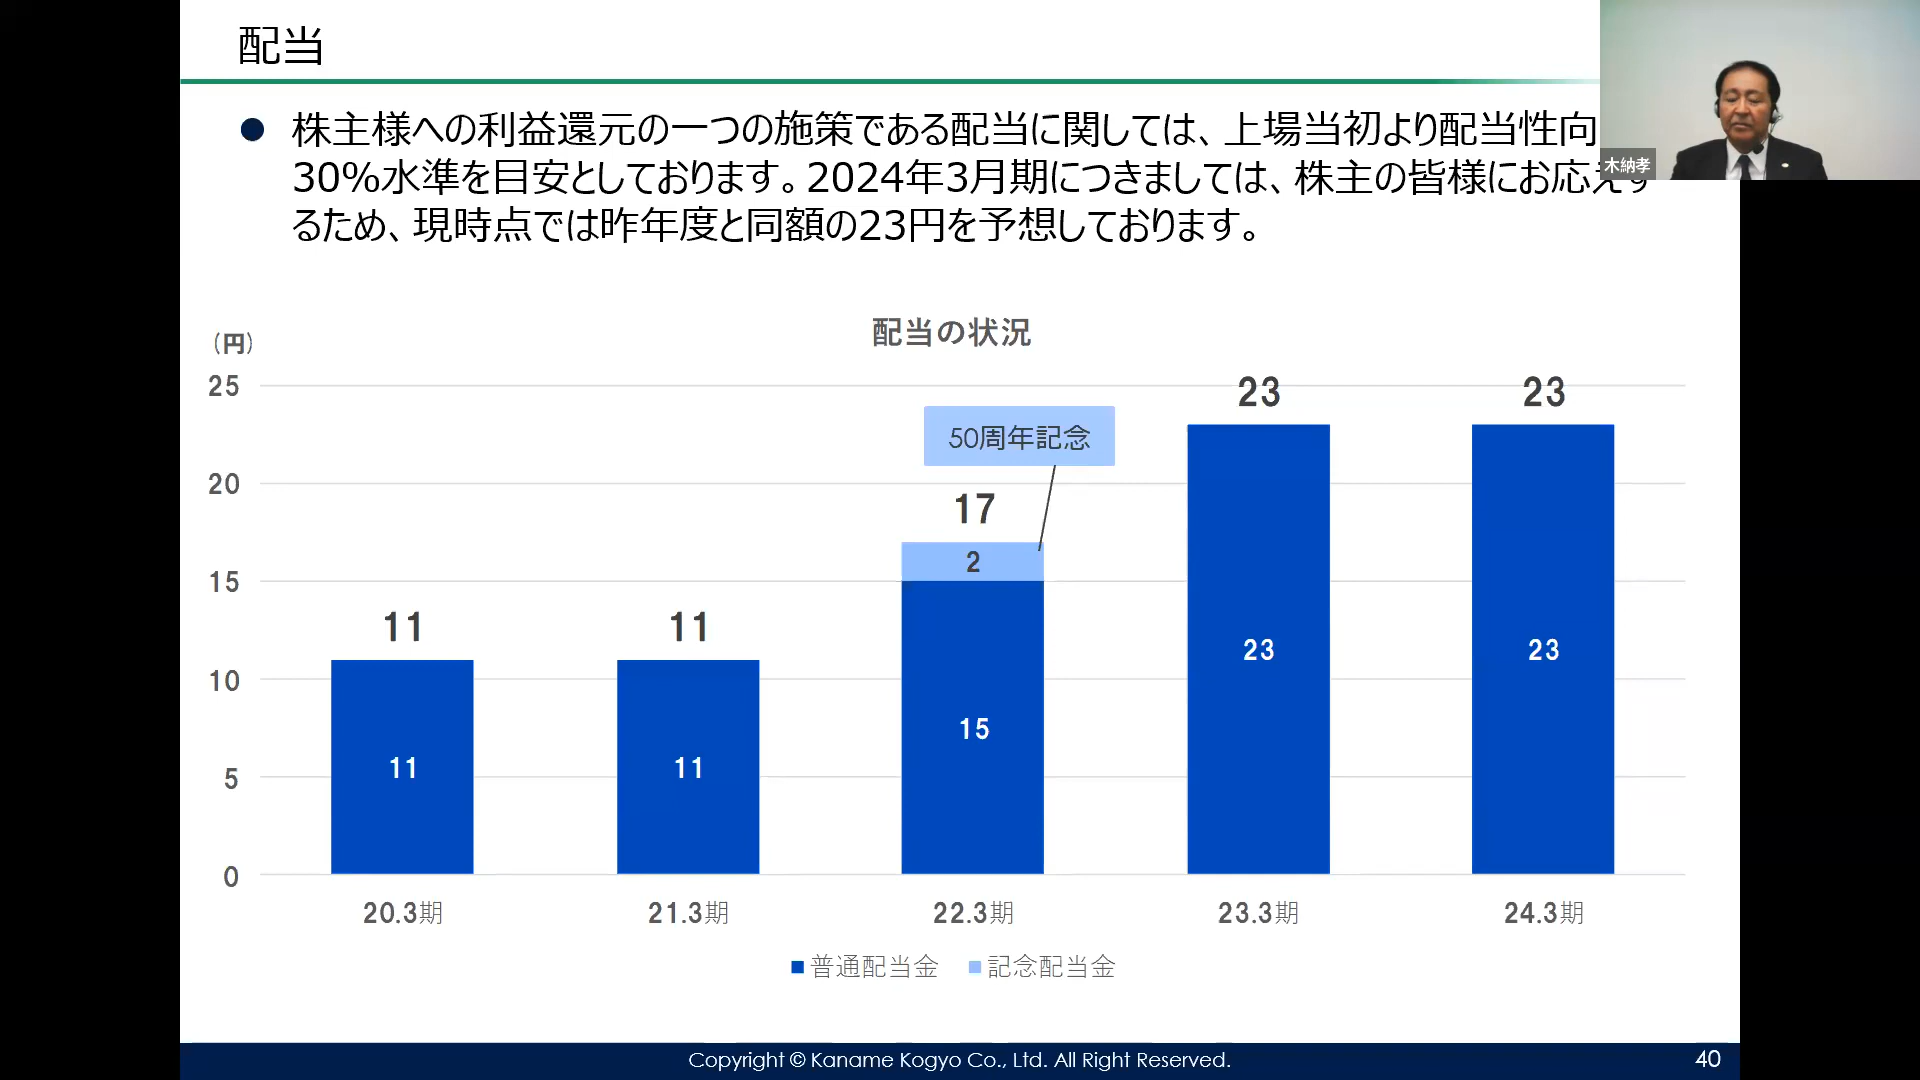 配当
株主様への利益還元の一つの施策である配当に関しては、上場当初より配当性向
30%水準を目安としております。2024年3月期につきましては、株主の皆様にお応えす
るため、現時点では昨年度と同額の23円を予想しております。
木納孝
配当の状況
(円)
25
20
15
10
5
0
50周年記念
11
11
17
23
23
2
11
11
15
23
23
20.3期
21.3期
22.3期
23.3期
24.3期
普通配当金
記念配当金
Copyright © Kaname Kogyo Co., Ltd. All Right Reserved.
40